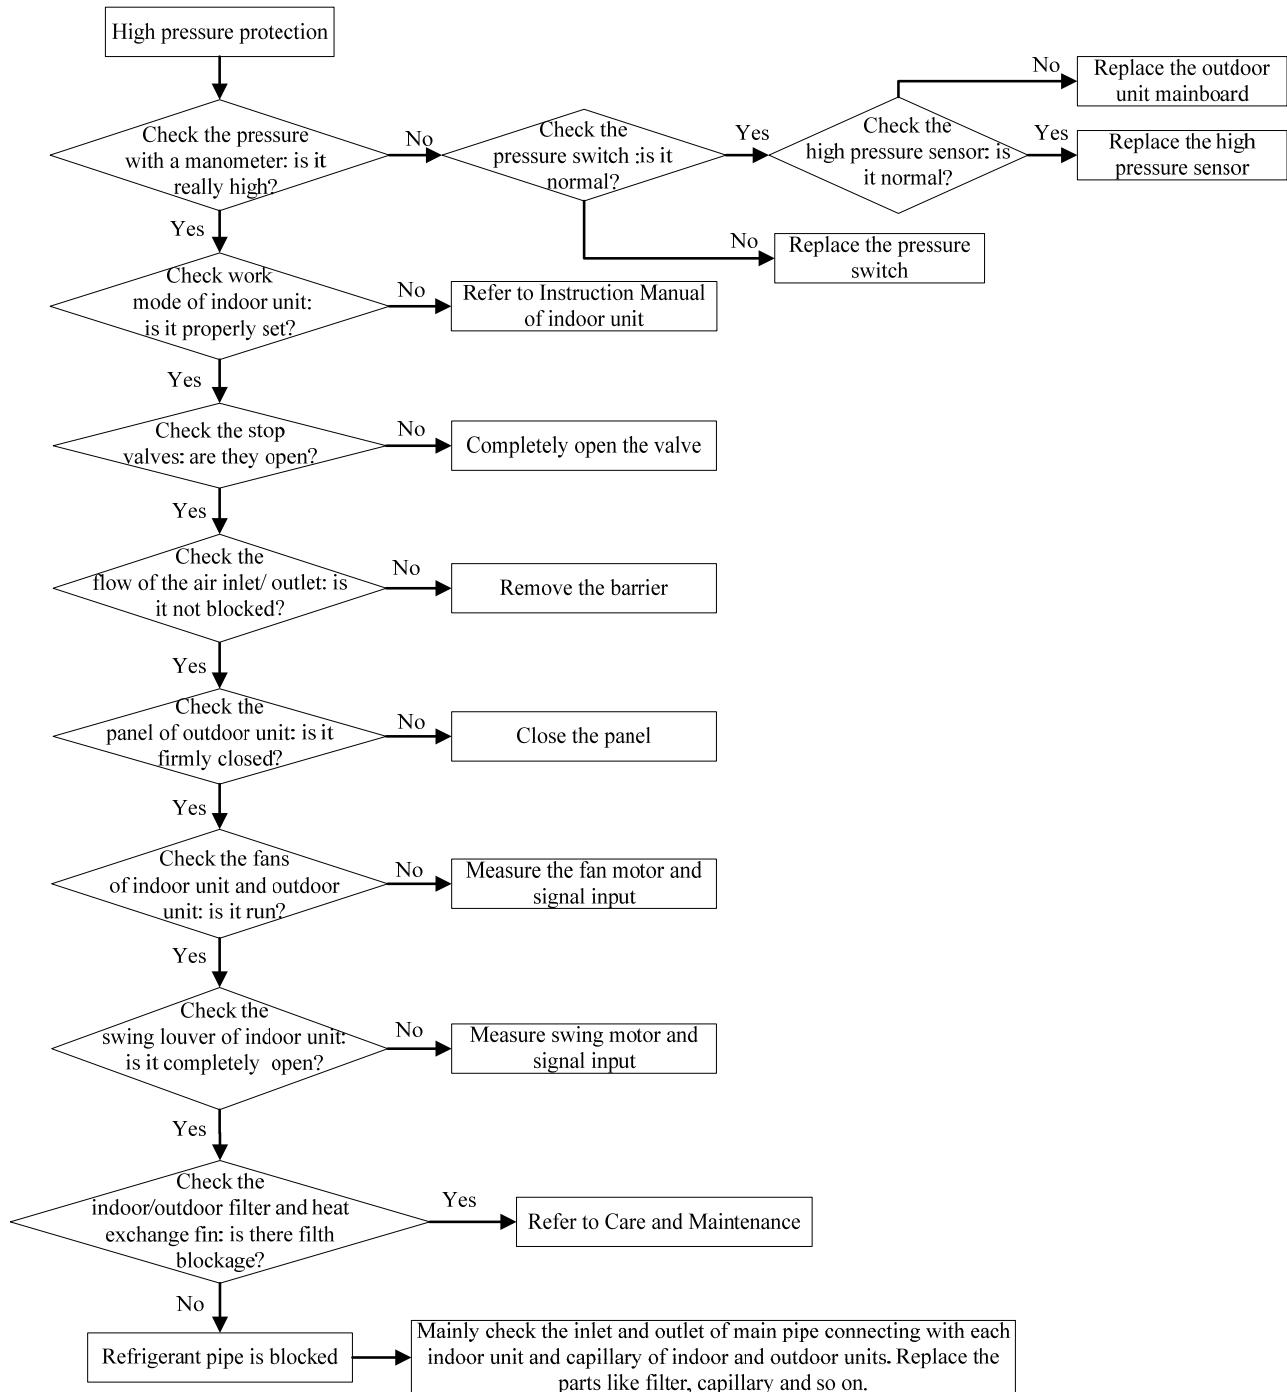 High pressure protection
Check the pressure
with a manometer: is it
really high?
No
Check the
pressure switch ;is it
normal?
Yes
Check the
high pressure sensor: is
it normal?
No
Replace the outdoor
unit mainboard
Yes
Replace the high
pressure sensor
No
Replace the pressure
switch
Yes
Check work
mode of indoor unit:
is it properly set?
No
Refer to Instruction Manual
of indoor unit
Yes
Check the stop
valves: are they open?
No
Completely open the valve
Yes
Check the
flow of the air inlet/ outlet: is
it not blocked?
No
Remove the barrier
Yes
Check the
panel of outdoor unit: is it
firmly closed?
No
Close the panel
Yes
Check the fans
of indoor unit and outdoor
unit: is it run?
No
Measure the fan motor and
signal input
Yes
Check the
swing louver of indoor unit:
is it completely open?
No
Measure swing motor and
signal input
Yes
Check the
indoor/outdoor filter and heat
exchange fin: is there filth
blockage?
Yes
Refer to Care and Maintenance
No
Refrigerant pipe is blocked
Mainly check the inlet and outlet of main pipe connecting with each
indoor unit and capillary of indoor and outdoor units. Replace the
parts like filter, capillary and so on.